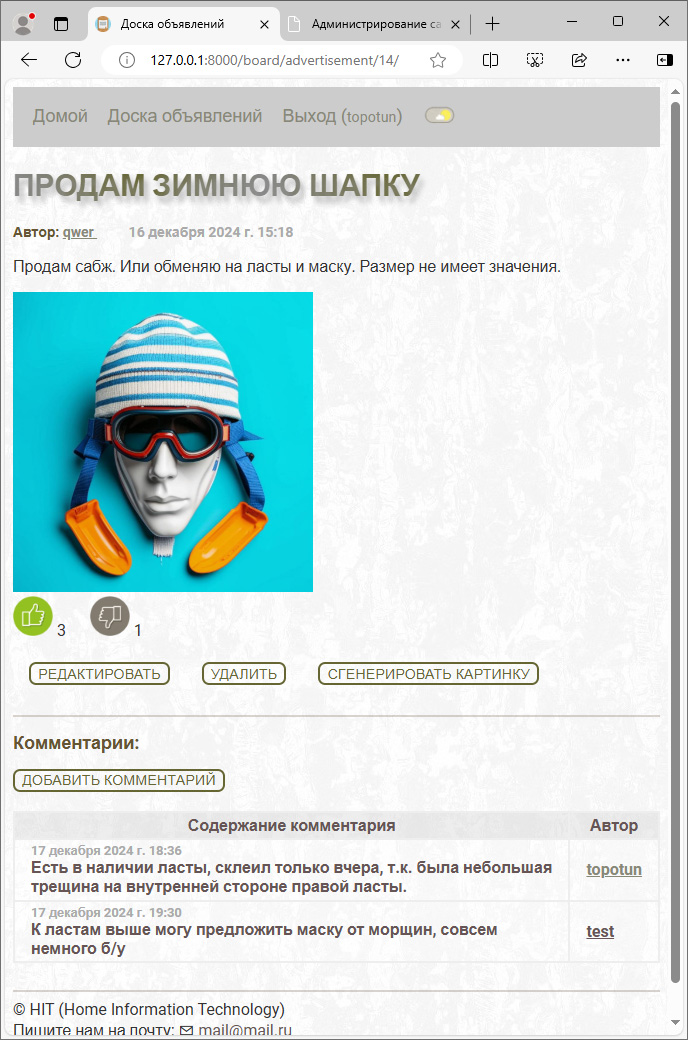 Доска объявлений
Администрирование са
127.0.0.1:8000/board/advertisement/14/
Домой Доска объявлений Выход (topotun)
ПРОДАМ ЗИМНЮЮ ШАПКУ
Автор: qwer 16 декабря 2024 г. 15:18
Продам сабж. Или обменяю на ласты и маску. Размер не имеет значения.
3 1
РЕДАКТИРОВАТЬ УДАЛИТЬ СГЕНЕРИРОВАТЬ КАРТИНКУ
Комментарии:
ДОБАВИТЬ КОММЕНТАРИЙ
Содержание комментария Автор
17 декабря 2024 г. 18:36
Есть в наличии ласты, склеил только вчера, т.к. была небольшая
трещина на внутренней стороне правой ласты.
topotun
17 декабря 2024 г. 19:30
К ластам выше могу предложить маску от морщин, совсем
немного б/у
test
© HIT (Home Information Technology)
Пишите нам на почту: mail@mail.ru